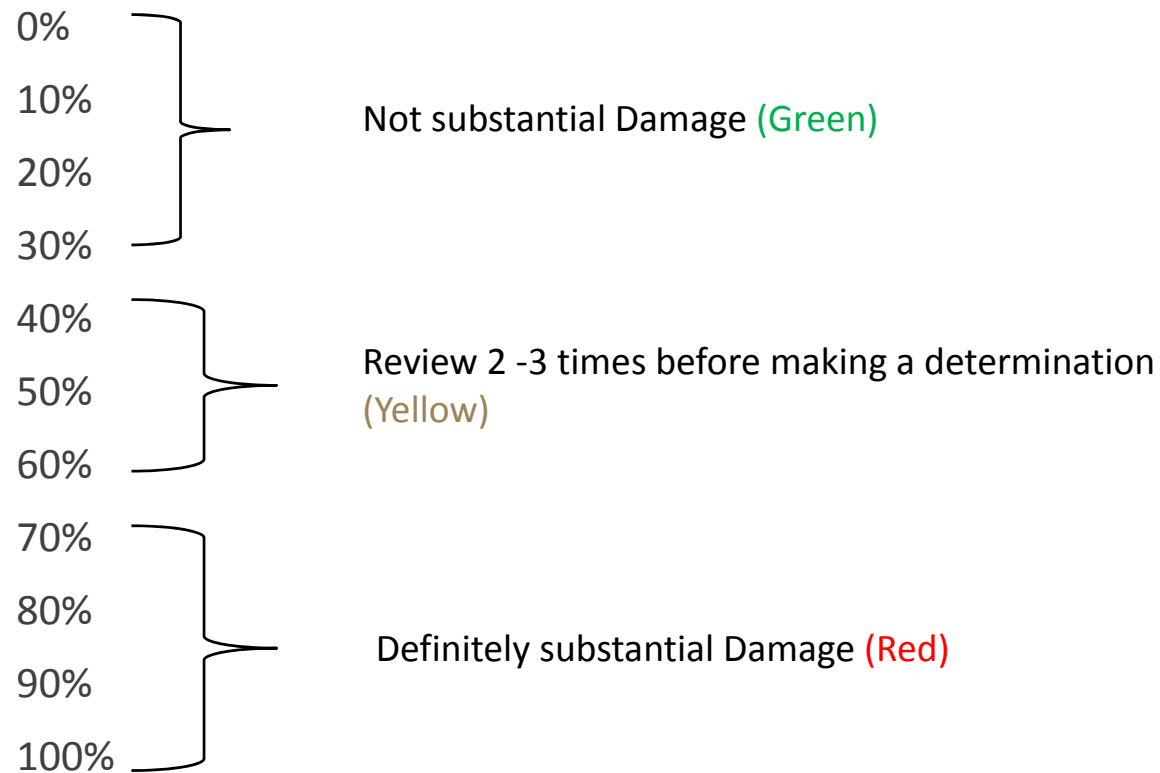 0%
10%
Not substantial Damage (Green)
20%
30%
40%
Review 2 -3 times before making a determination
50%
(Yellow)
60%
70%
80%
Definitely substantial Damage (Red)
90%
100%